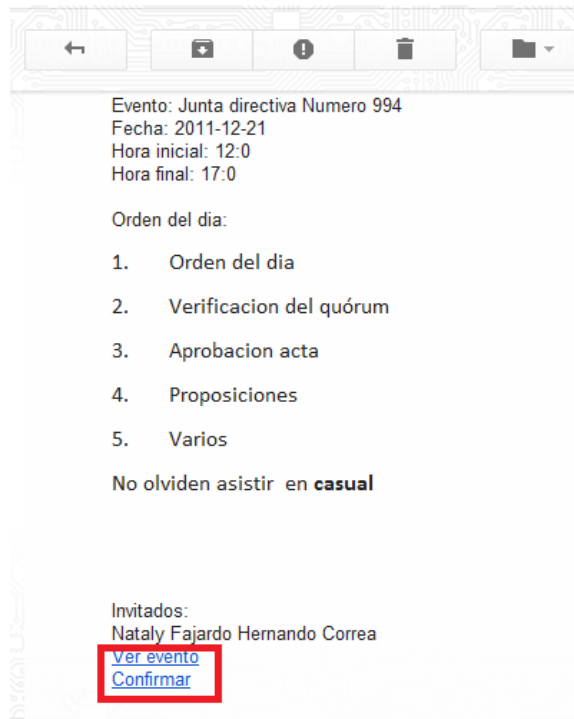 Evento: Junta directiva Numero 994
Fecha: 2011-12-21
Hora inicial: 12:0
Hora final: 17:0
Orden del dia:
1. Orden del dia
2. Verificacion del quórum
3. Aprobacion acta
4. Proposiciones
5. Varios
No olviden asistir en casual
Invitados:
Nataly Fajardo Hernando Correa
Ver evento
Confirmar